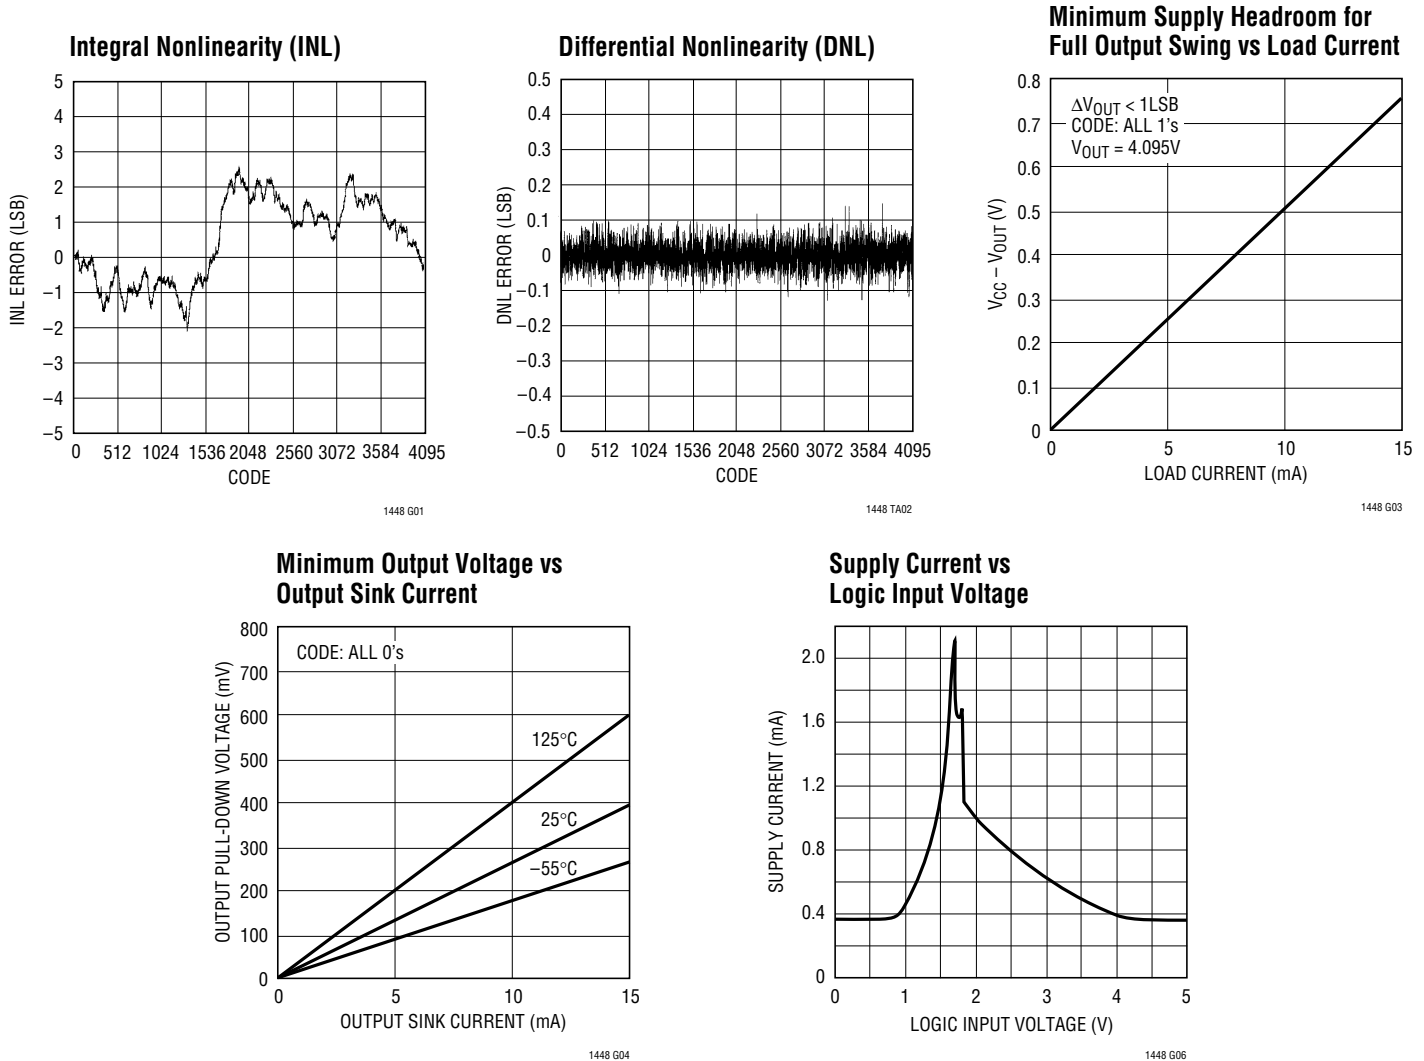 Integral Nonlinearity (INL)
5
4
3
2
1
0
–1
–2
–3
–4
–5
INL ERROR (LSB)
0 512 1024 1536 2048 2560 3072 3584 4095
CODE
1448 G01
Differential Nonlinearity (DNL)
0.5
0.4
0.3
0.2
0.1
0
–0.1
–0.2
–0.3
–0.4
–0.5
DNL ERROR (LSB)
0 512 1024 1536 2048 2560 3072 3584 4095
CODE
1448 TA02
Minimum Supply Headroom for
Full Output Swing vs Load Current
0.8
0.7
0.6
0.5
0.4
0.3
0.2
0.1
0
VCC – VOUT (V)
ΔVOUT < 1LSB
CODE: ALL 1's
VOUT = 4.095V
0 5 10 15
LOAD CURRENT (mA)
1448 G03
Minimum Output Voltage vs
Output Sink Current
800
700
600
500
400
300
200
100
0
OUTPUT PULL-DOWN VOLTAGE (mV)
CODE: ALL 0's
125°C
25°C
–55°C
0 5 10 15
OUTPUT SINK CURRENT (mA)
1448 G04
Supply Current vs
Logic Input Voltage
2.0
1.6
1.2
0.8
0.4
0
SUPPLY CURRENT (mA)
0 1 2 3 4 5
LOGIC INPUT VOLTAGE (V)
1448 G06